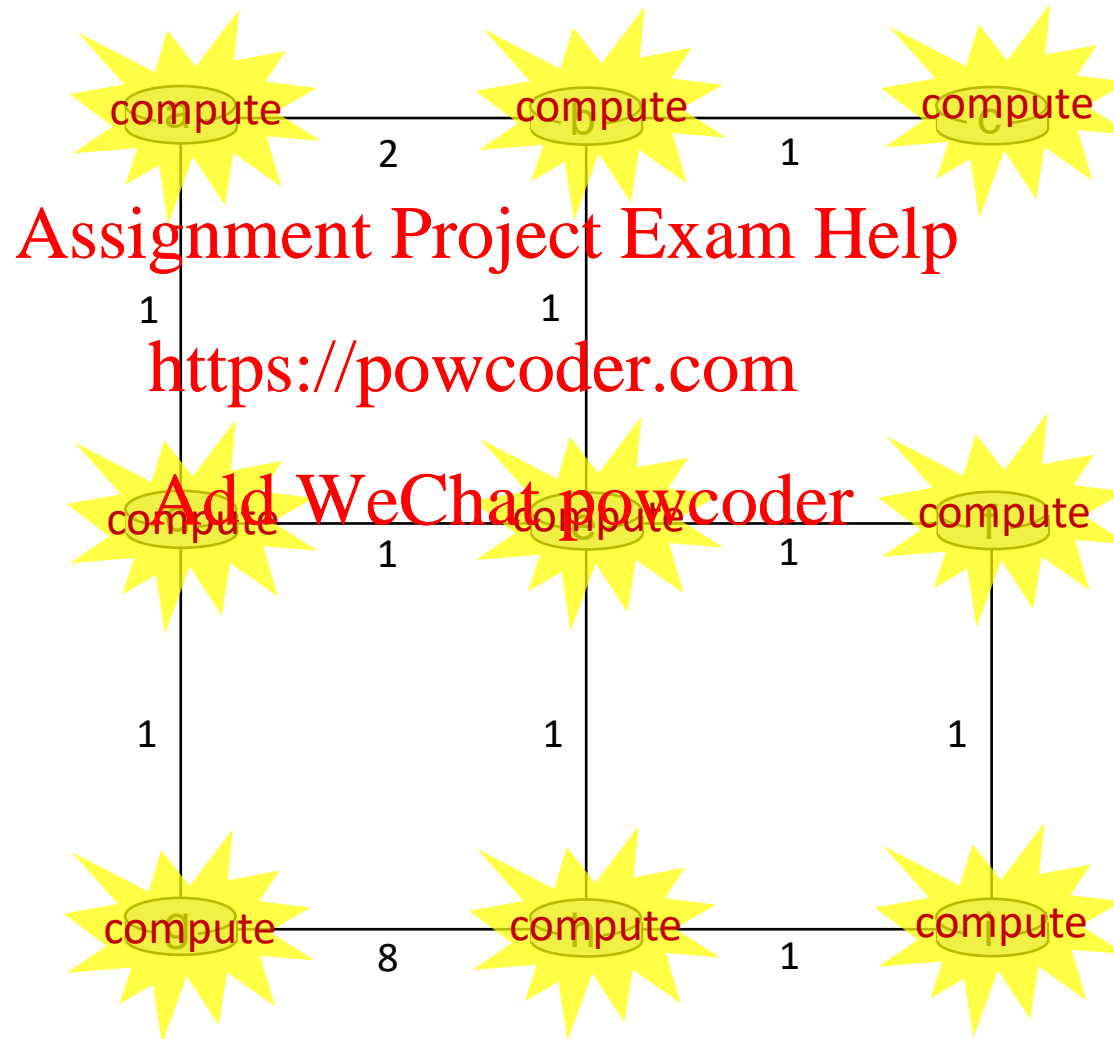 compute compute compute
a b c
2 1
Assignment Project Exam Help
1 1
https://powcoder.com
Add WeChat powcoder
compute compute compute
e f
1 1
1 1 1
compute compute compute
g h i
8 1